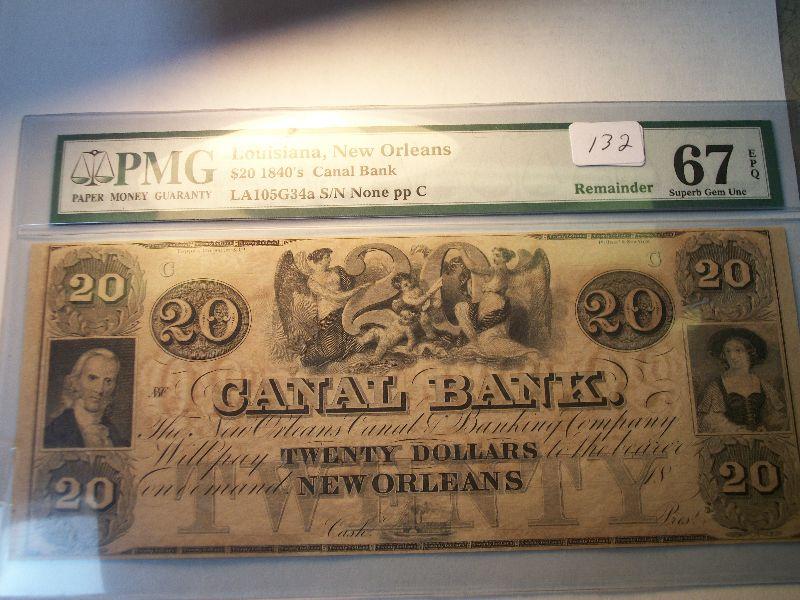 PMG
PAPER MONEY GUARANTY
Louisiana, New Orleans
$20 1840's Canal Bank
LA105G34a S/N None pp C
132
Remainder
67
EPQ
Superb Gem Unc
C
C
20
20
20
20
20
CANAL BANK.
The New Orleans Canal & Banking Company
Will pay TWENTY DOLLARS to the bearer
on demand NEW ORLEANS 18
TWENTY
20
20
Cash.
Pres.